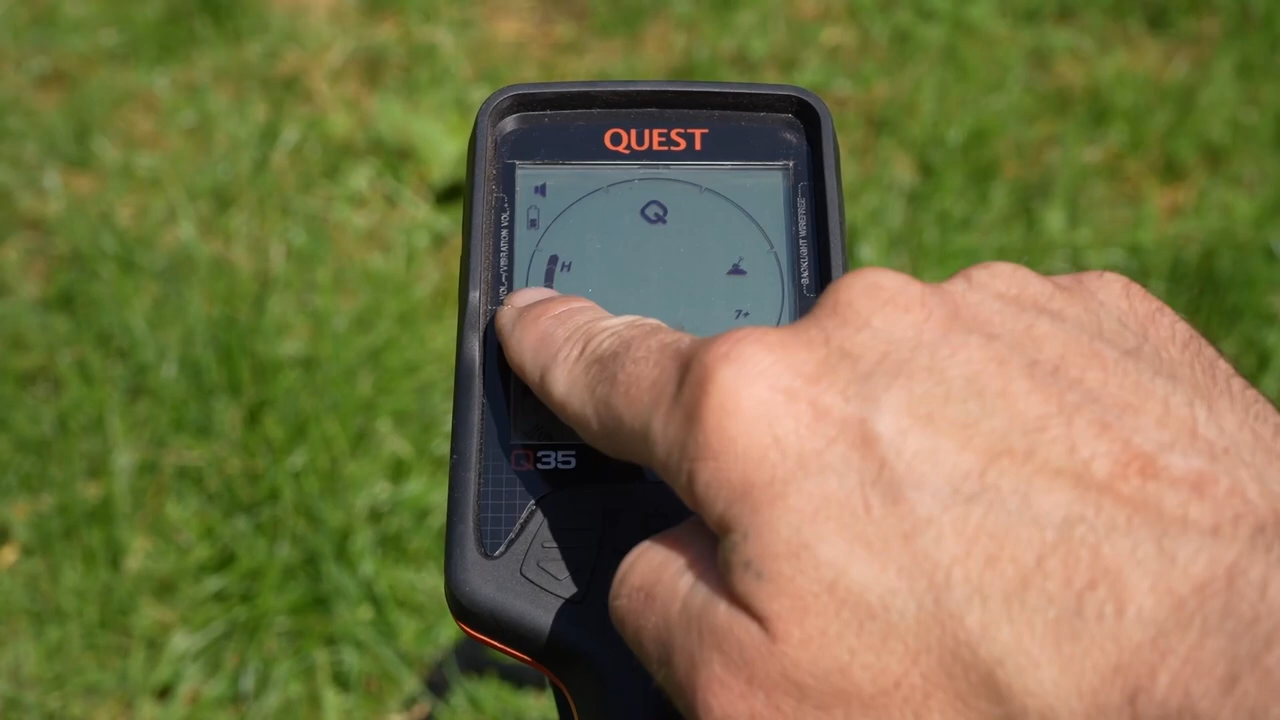 QUEST
VOL.-/VIBRATION VOL.+
BACKLIGHT WIREFREE
Q
H
7+
Q35